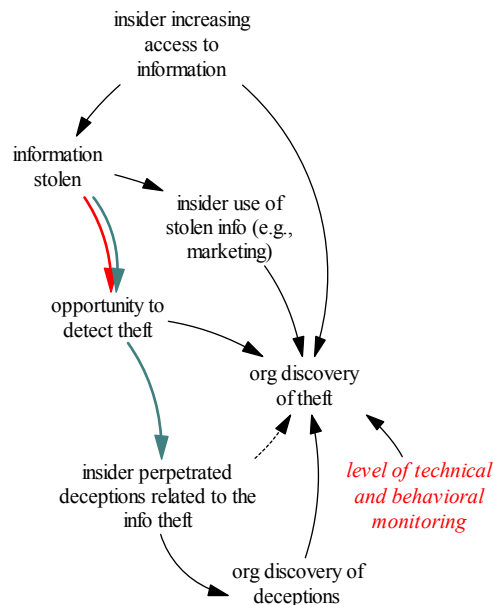 insider increasing
access to
information
information
stolen
insider use of
stolen info (e.g.,
marketing)
opportunity to
detect theft
org discovery
of theft
insider perpetrated
deceptions related to the
info theft
level of technical
and behavioral
monitoring
org discovery of
deceptions